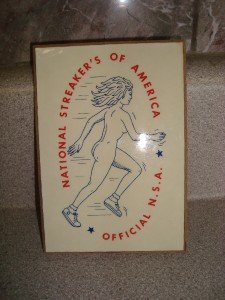 NATIONAL STREAKER'S OF AMERICA
OFFICIAL N.S.A.